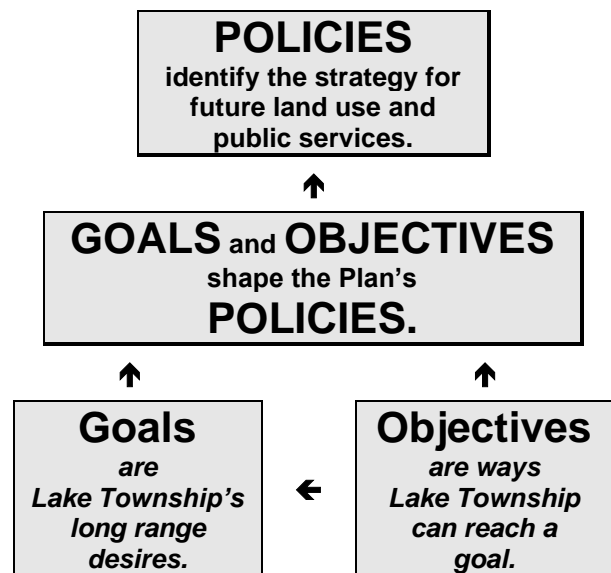 POLICIES
identify the strategy for
future land use and
public services.
GOALS and OBJECTIVES
shape the Plan's
POLICIES.
Goals
are
Lake Township's
long range
desires.
Objectives
are ways
Lake Township
can reach a
goal.